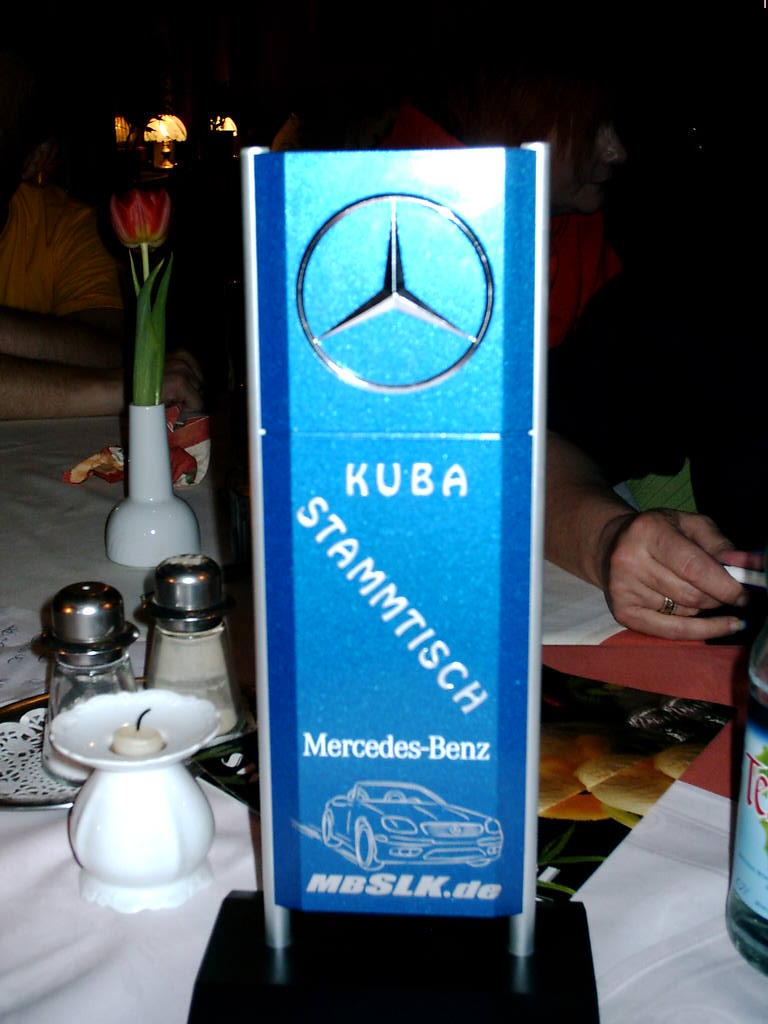 KUBA
STAMMTISCH
Mercedes-Benz
MBSLK.de